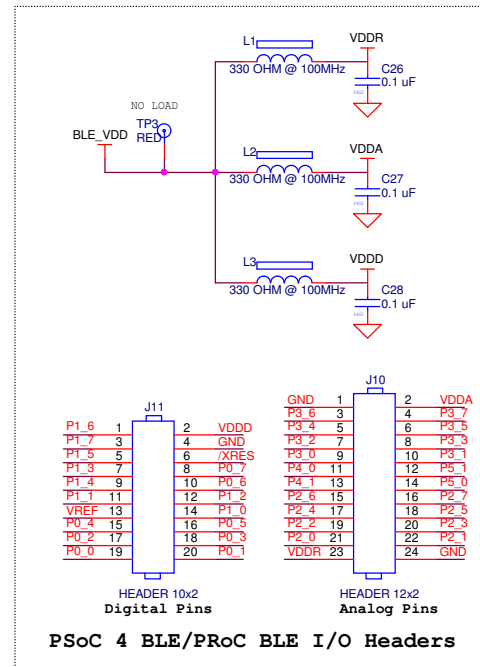 L1
VDDR
330 OHM @ 100MHz
C26
0.1 uF
NO LOAD
TP3
RED
BLE_VDD
L2
VDDA
330 OHM @ 100MHz
C27
0.1 uF
L3
VDDD
330 OHM @ 100MHz
C28
0.1 uF
J11
P1_6 1 2 VDDD
P1_7 3 4 GND
P1_5 5 6 /XRES
P1_3 7 8 P0_7
P1_4 9 10 P0_6
P1_1 11 12 P1_2
VREF 13 14 P1_0
P0_4 15 16 P0_5
P0_2 17 18 P0_3
P0_0 19 20 P0_1
HEADER 10x2
Digital Pins
J10
GND 1 2 VDDA
P3_6 3 4 P3_7
P3_4 5 6 P3_5
P3_2 7 8 P3_3
P3_0 9 10 P3_1
P4_0 11 12 P5_1
P4_1 13 14 P5_0
P2_6 15 16 P2_7
P2_4 17 18 P2_5
P2_2 19 20 P2_3
P2_0 21 22 P2_1
VDDR 23 24 GND
HEADER 12x2
Analog Pins
PSoC 4 BLE/PRoC BLE I/O Headers